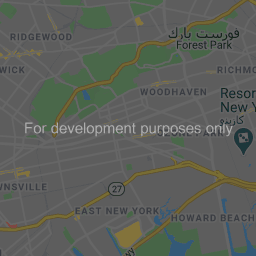 RIDGEWOOD
فورست بارك
Forest Park
WICK
RICHMO
WOODHAVEN
Resor
New Y
كازينو
For development purposes only
WNSVILLE
27
EAST NEW YORK
HOWARD BEACH